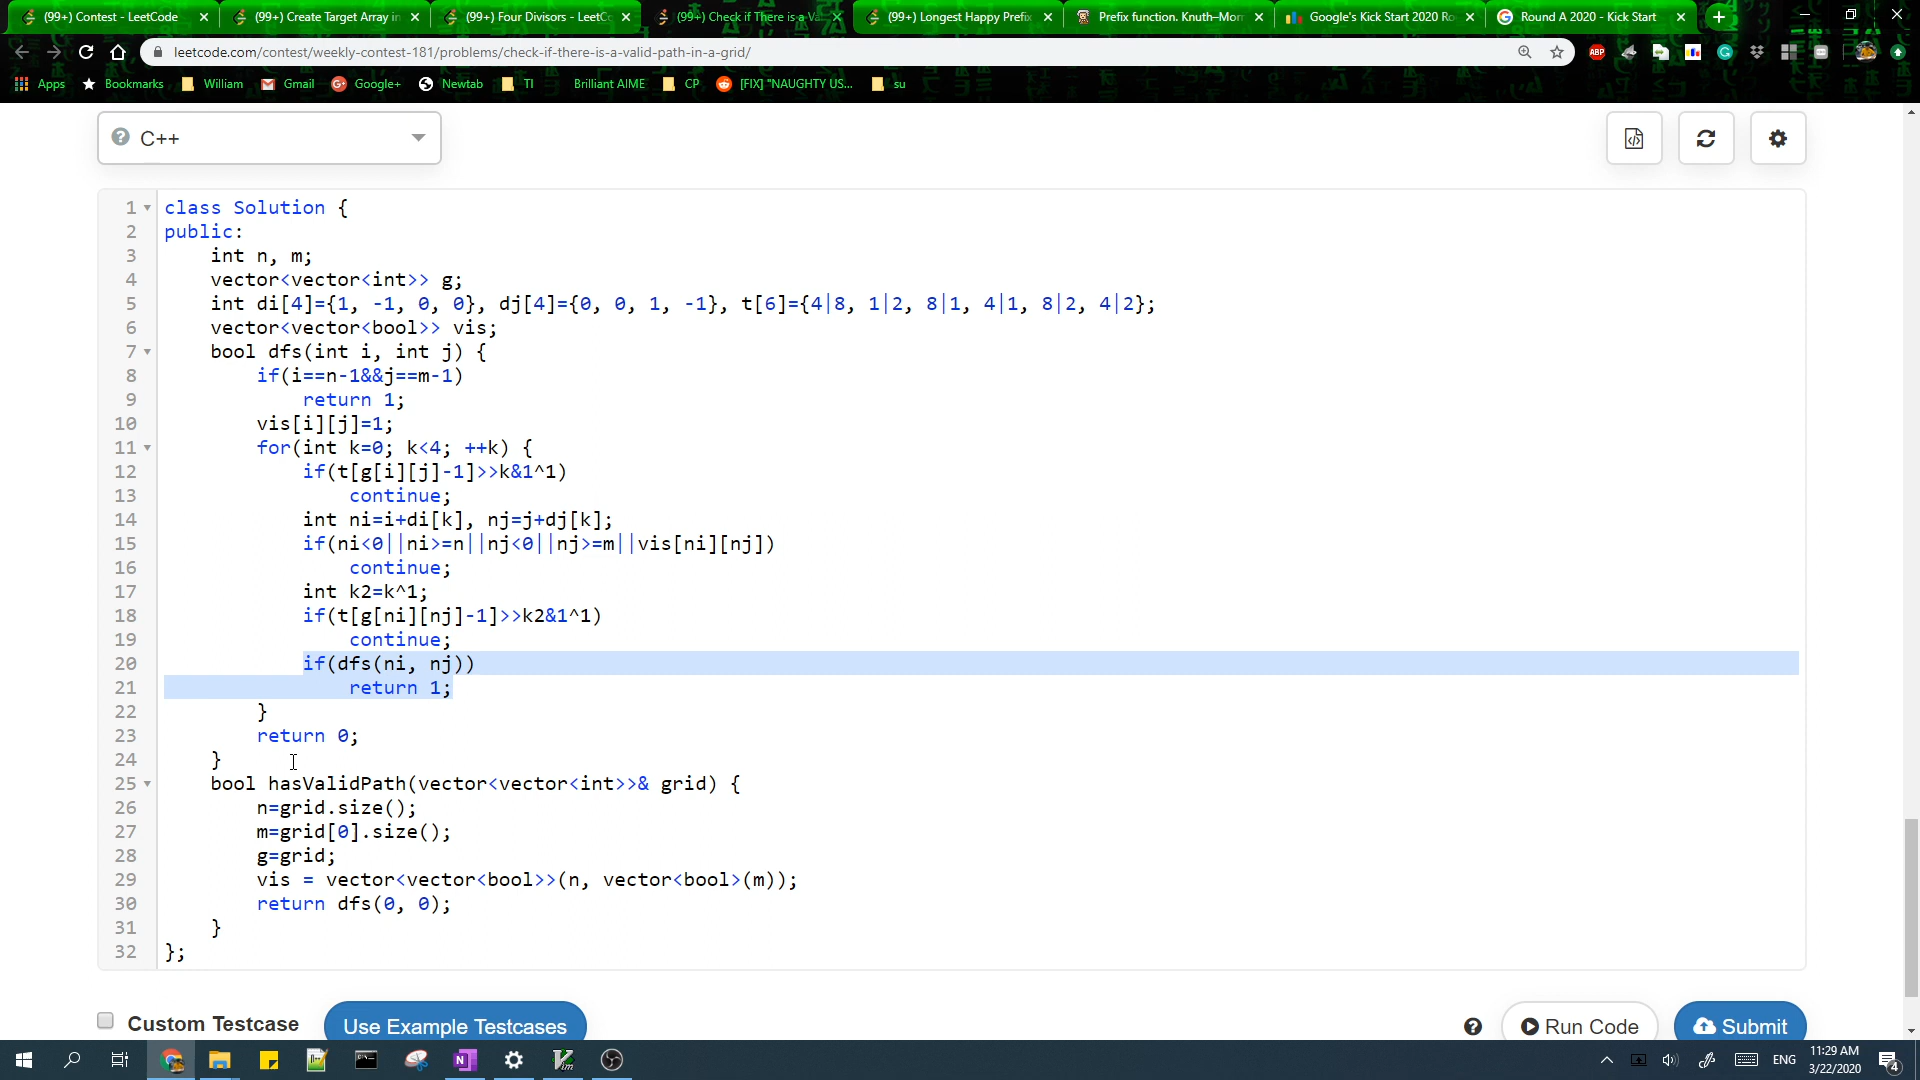 (99+) Contest - LeetCode
(99+) Create Target Array in
(99+) Four Divisors - LeetC
(99+) Check if There is a Va
(99+) Longest Happy Prefix
Prefix function. Knuth–Morr
Google's Kick Start 2020 Ro
Round A 2020 - Kick Start
leetcode.com/contest/weekly-contest-181/problems/check-if-there-is-a-valid-path-in-a-grid/
ABP
Apps
Bookmarks
William
Gmail
Google+
Newtab
TI
Brilliant AIME
CP
[FIX] "NAUGHTY US...
su
C++
1 class Solution {
2 public:
3 int n, m;
4 vector<vector<int>> g;
5 int di[4]={1, -1, 0, 0}, dj[4]={0, 0, 1, -1}, t[6]={4|8, 1|2, 8|1, 4|1, 8|2, 4|2};
6 vector<vector<bool>> vis;
7 bool dfs(int i, int j) {
8 if(i==n-1&&j==m-1)
9 return 1;
10 vis[i][j]=1;
11 for(int k=0; k<4; ++k) {
12 if(t[g[i][j]-1]>>k&1^1)
13 continue;
14 int ni=i+di[k], nj=j+dj[k];
15 if(ni<0||ni>=n||nj<0||nj>=m||vis[ni][nj])
16 continue;
17 int k2=k^1;
18 if(t[g[ni][nj]-1]>>k2&1^1)
19 continue;
20 if(dfs(ni, nj))
21 return 1;
22 }
23 return 0;
24 }
25 bool hasValidPath(vector<vector<int>>& grid) {
26 n=grid.size();
27 m=grid[0].size();
28 g=grid;
29 vis = vector<vector<bool>>(n, vector<bool>(m));
30 return dfs(0, 0);
31 }
32 };
Custom Testcase
Use Example Testcases
Run Code
Submit
ENG
11:29 AM
3/22/2020
4